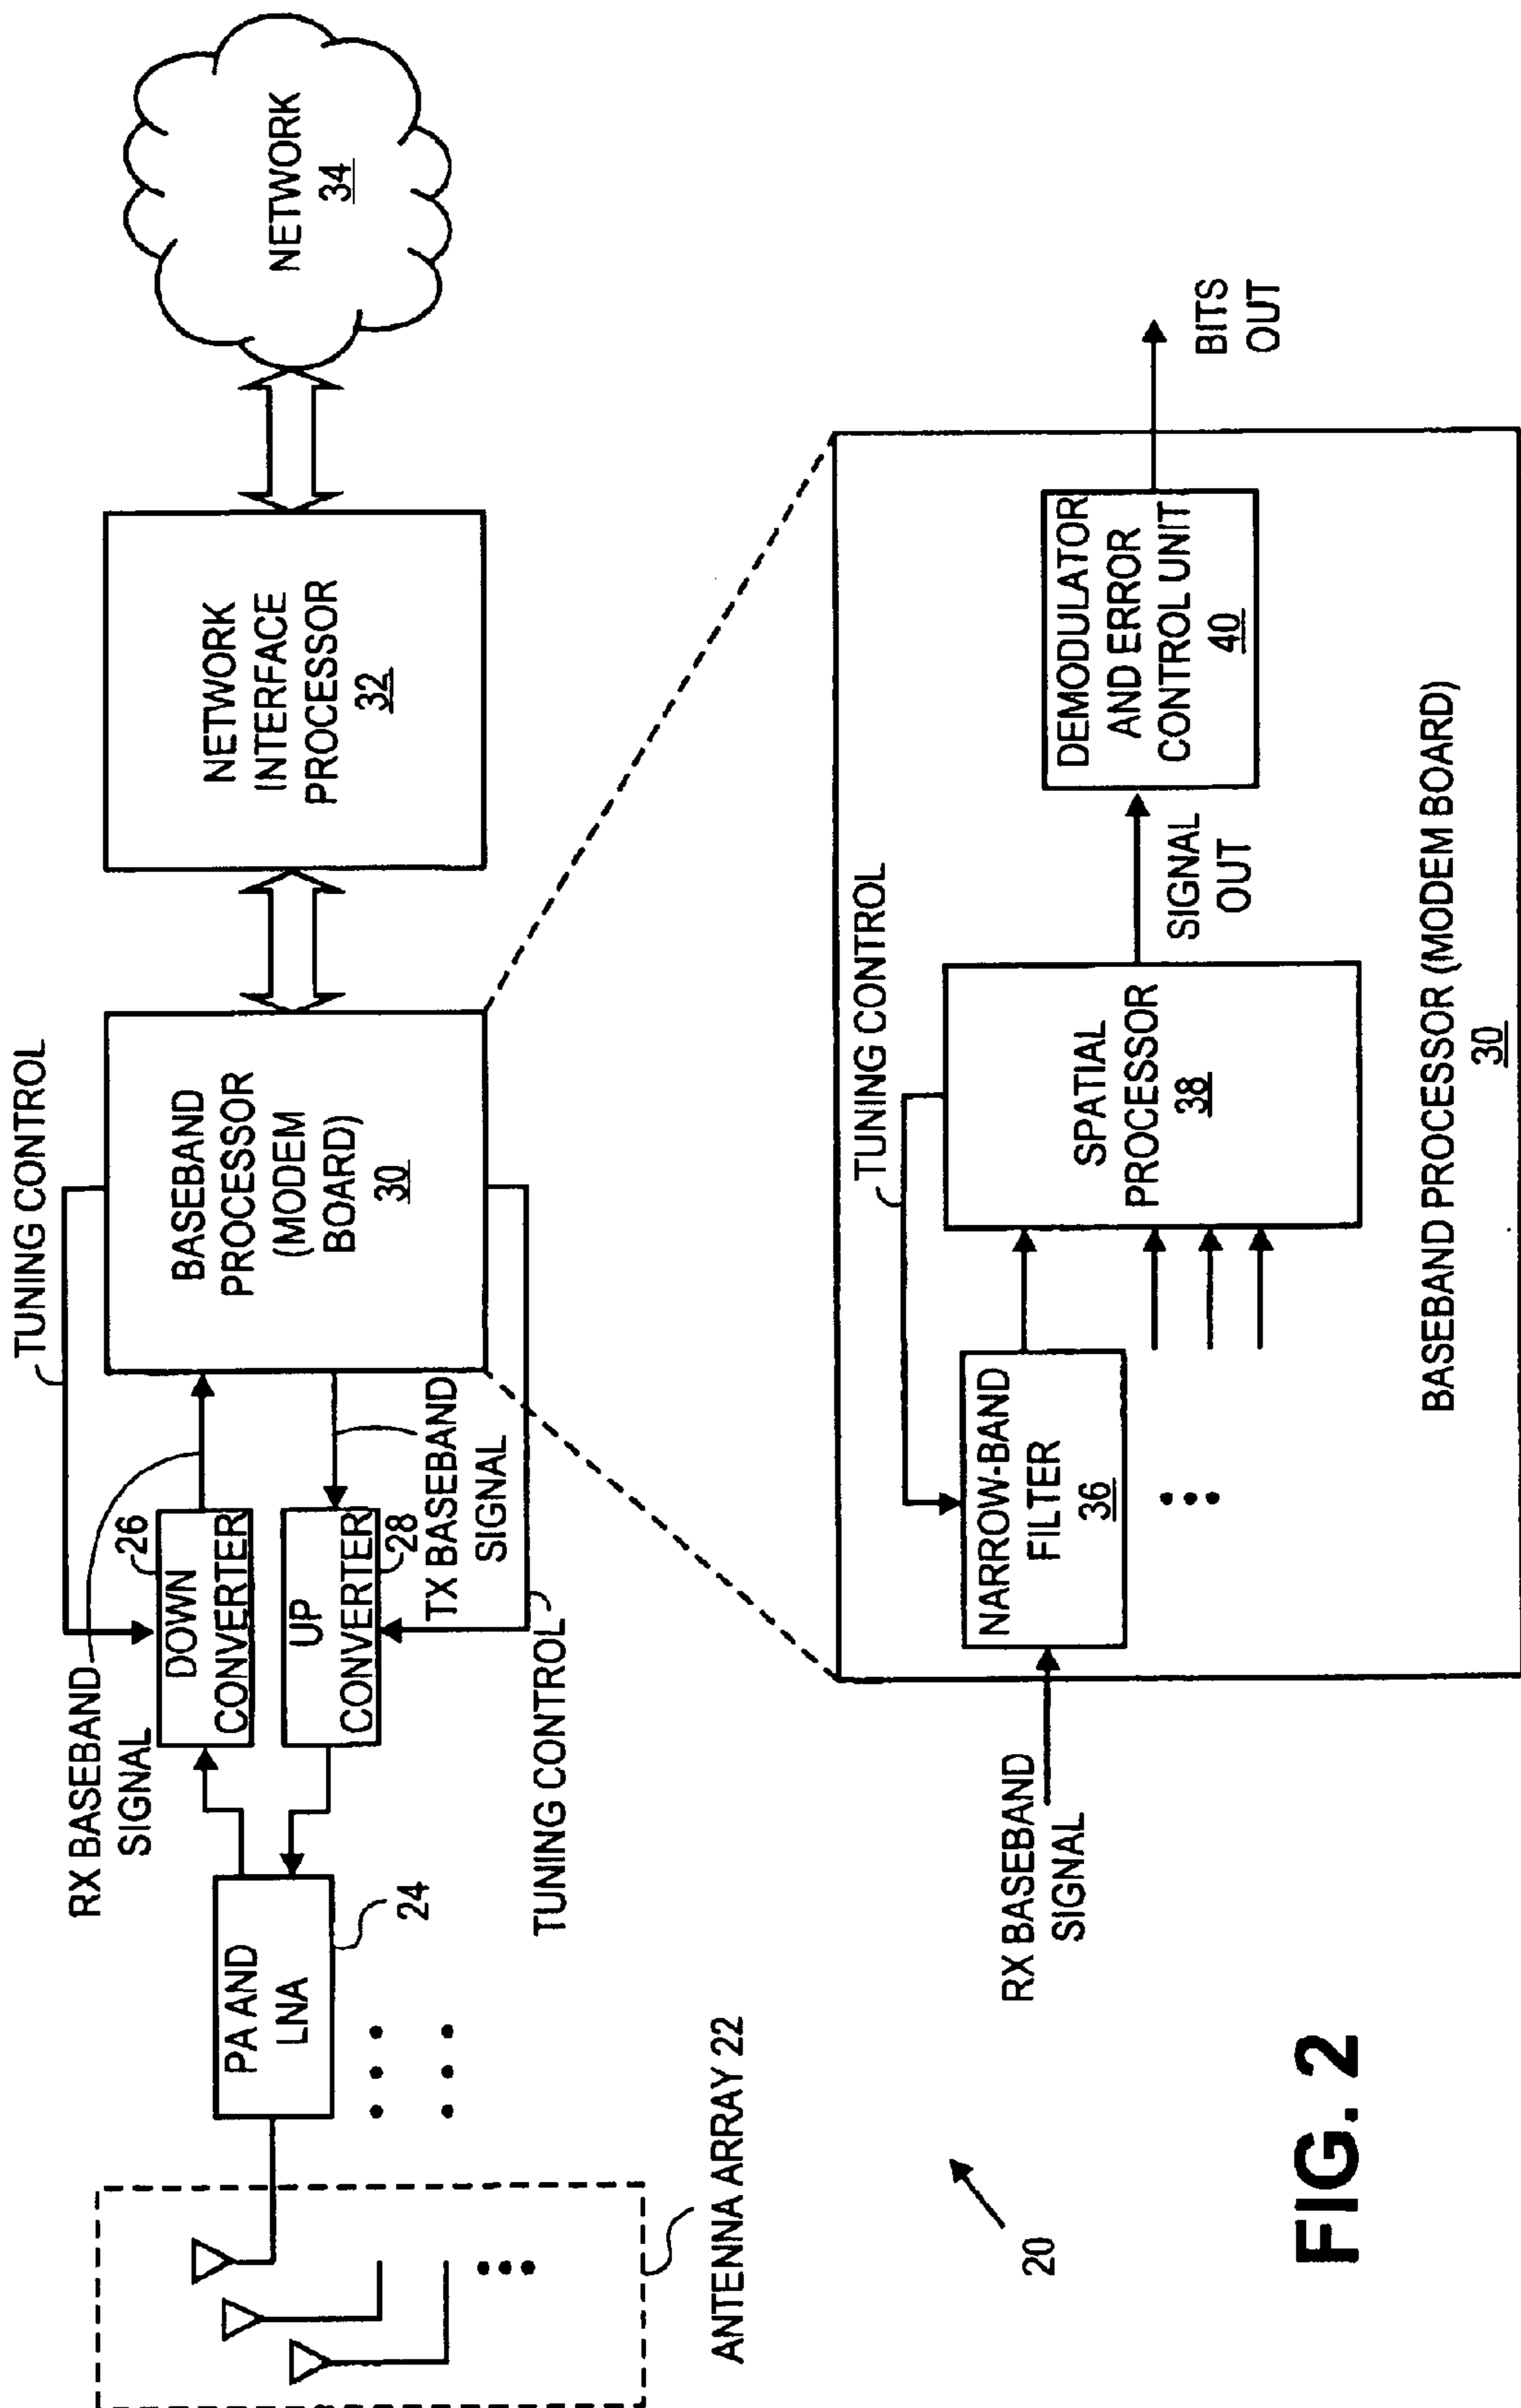 TUNING CONTROL
RX BASEBAND
SIGNAL
PA AND
LNA
24
DOWN
CONVERTER
26
UP
CONVERTER
28
TX BASEBAND
SIGNAL
TUNING CONTROL
BASEBAND
PROCESSOR
(MODEM
BOARD)
30
NETWORK
INTERFACE
PROCESSOR
32
NETWORK
34
ANTENNA ARRAY 22
20
RX BASEBAND
SIGNAL
NARROW-BAND
FILTER
36
TUNING CONTROL
SPATIAL
PROCESSOR
38
SIGNAL
OUT
DEMODULATOR
AND ERROR
CONTROL UNIT
40
BITS
OUT
BASEBAND PROCESSOR (MODEM BOARD)
30
FIG. 2